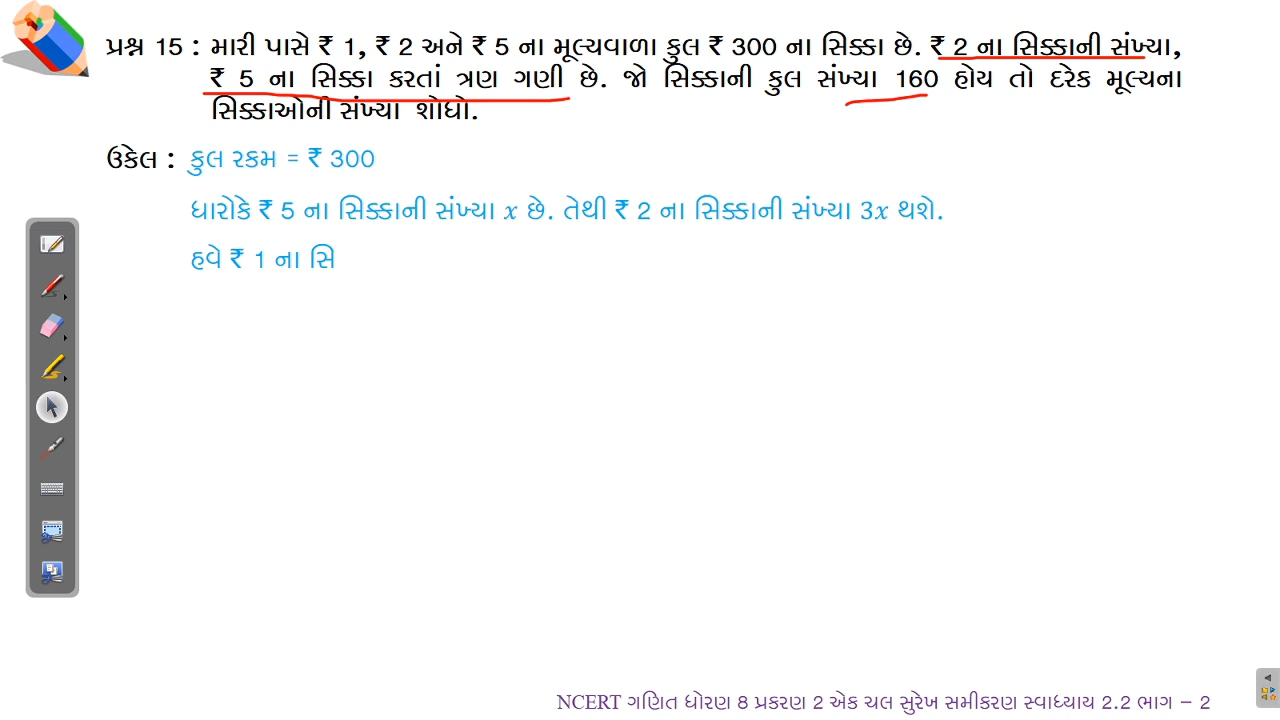 પ્રશ્ન 15 : મારી પાસે ₹ 1, ₹ 2 અને ₹ 5 ના મૂલ્યવાળા કુલ ₹ 300 ના સિક્કા છે. ₹ 2 ના સિક્કાની સંખ્યા,
₹ 5 ના સિક્કા કરતાં ત્રણ ગણી છે. જો સિક્કાની કુલ સંખ્યા 160 હોય તો દરેક મૂલ્યના
સિક્કાઓની સંખ્યા શોધો.
ઉકેલ : કુલ રકમ = ₹ 300
ધારોકે ₹ 5 ના સિક્કાની સંખ્યા x છે. તેથી ₹ 2 ના સિક્કાની સંખ્યા 3x થશે.
હવે ₹ 1 ના સિ
NCERT ગણિત ધોરણ 8 પ્રકરણ 2 એક ચલ સુરેખ સમીકરણ સ્વાધ્યાય 2.2 ભાગ – 2